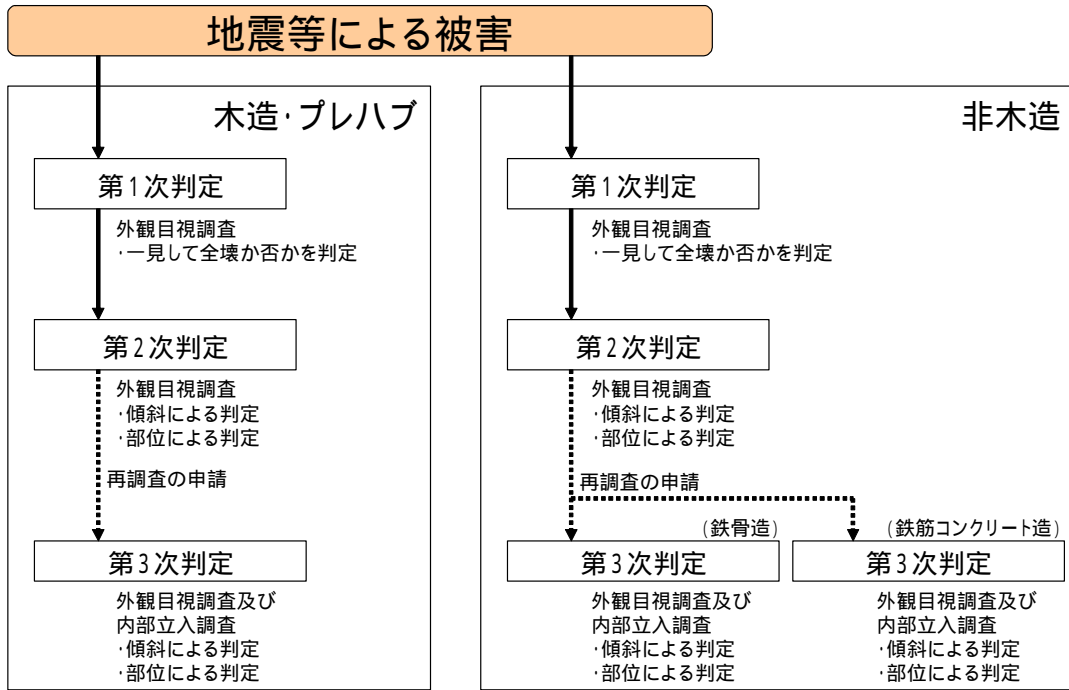 地震等による被害
木造・プレハブ
第1次判定
外観目視調査
・一見して全壊か否かを判定
第2次判定
外観目視調査
・傾斜による判定
・部位による判定
再調査の申請
第3次判定
外観目視調査及び
内部立入調査
・傾斜による判定
・部位による判定
非木造
第1次判定
外観目視調査
・一見して全壊か否かを判定
第2次判定
外観目視調査
・傾斜による判定
・部位による判定
再調査の申請
(鉄骨造)
第3次判定
外観目視調査及び
内部立入調査
・傾斜による判定
・部位による判定
(鉄筋コンクリート造)
第3次判定
外観目視調査及び
内部立入調査
・傾斜による判定
・部位による判定